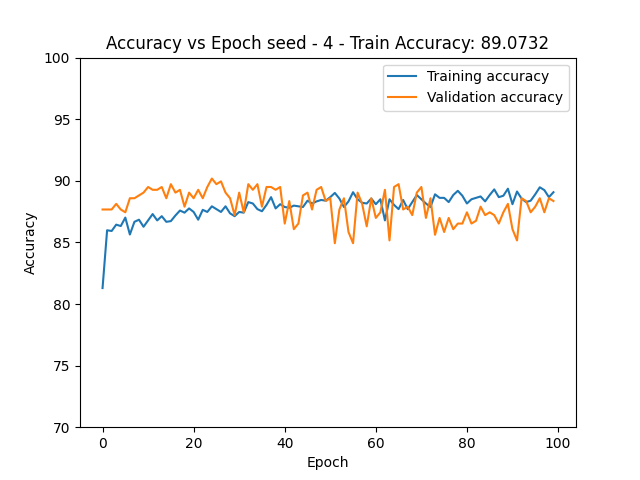 Accuracy vs Epoch seed - 4 - Train Accuracy: 89.0732
100
95
90
85
80
75
70
Accuracy
Training accuracy
Validation accuracy
0
20
40
60
80
100
Epoch